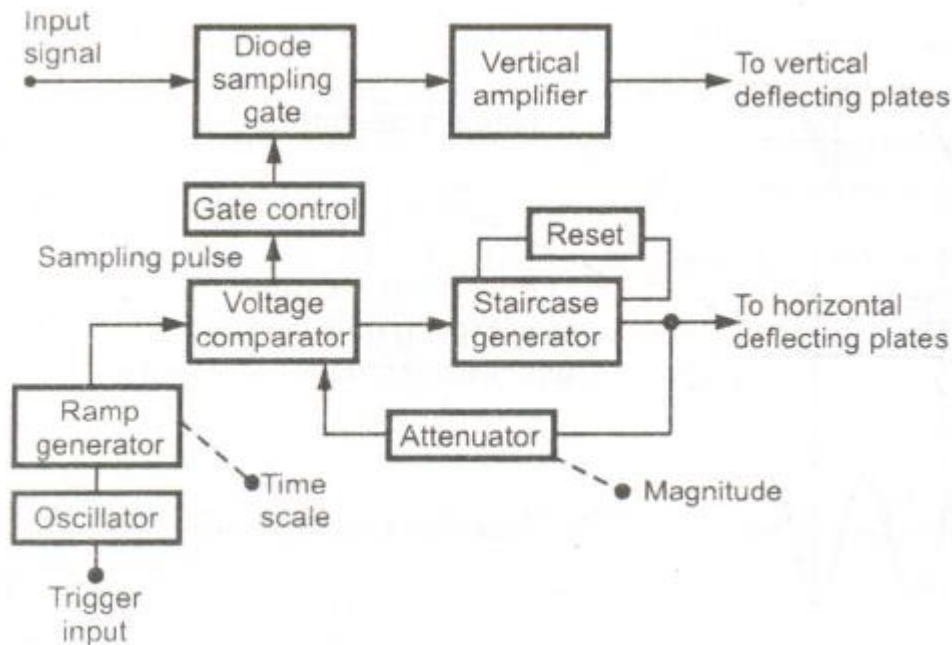 Input
signal
Diode
sampling
gate
Vertical
amplifier
To vertical
deflecting plates
Gate control
Reset
Sampling pulse
Voltage
comparator
Staircase
generator
To horizontal
deflecting plates
Ramp
generator
Attenuator
Time
scale
Magnitude
Oscillator
Trigger
input